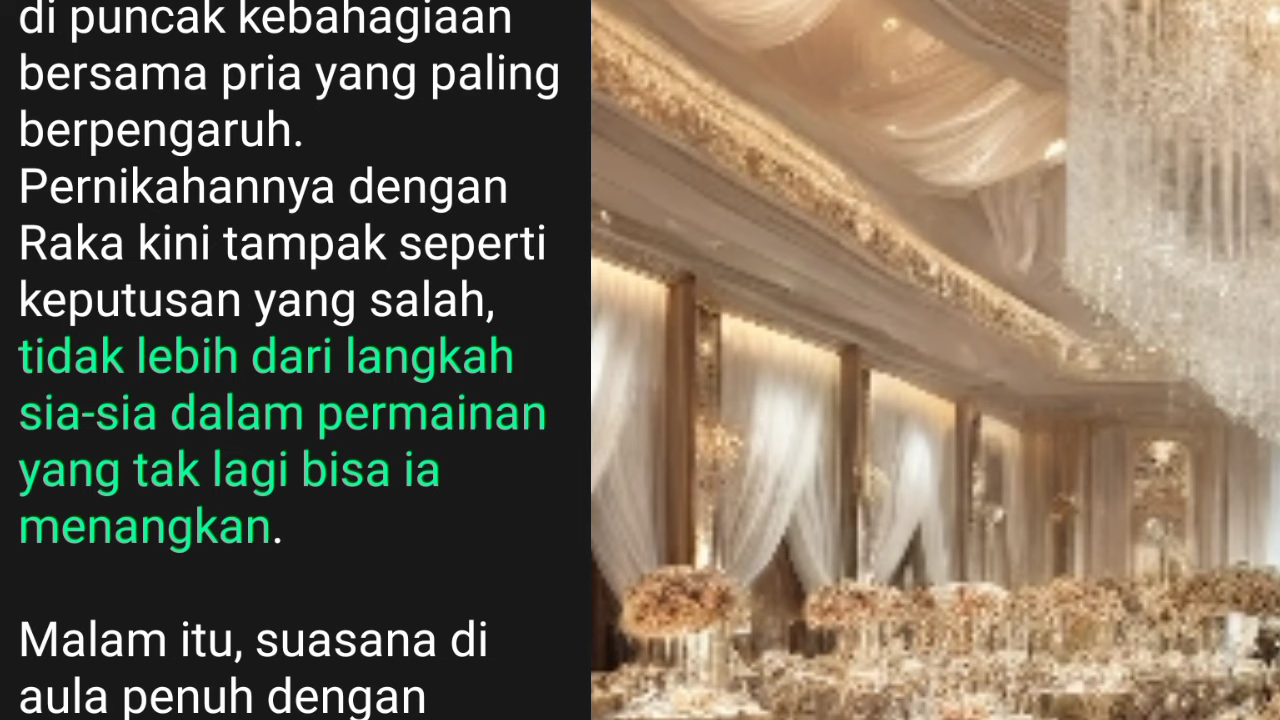 di puncak kebahagiaan
bersama pria yang paling
berpengaruh.
Pernikahannya dengan
Raka kini tampak seperti
keputusan yang salah,
tidak lebih dari langkah
sia-sia dalam permainan
yang tak lagi bisa ia
menangkan.
Malam itu, suasana di
aula penuh dengan